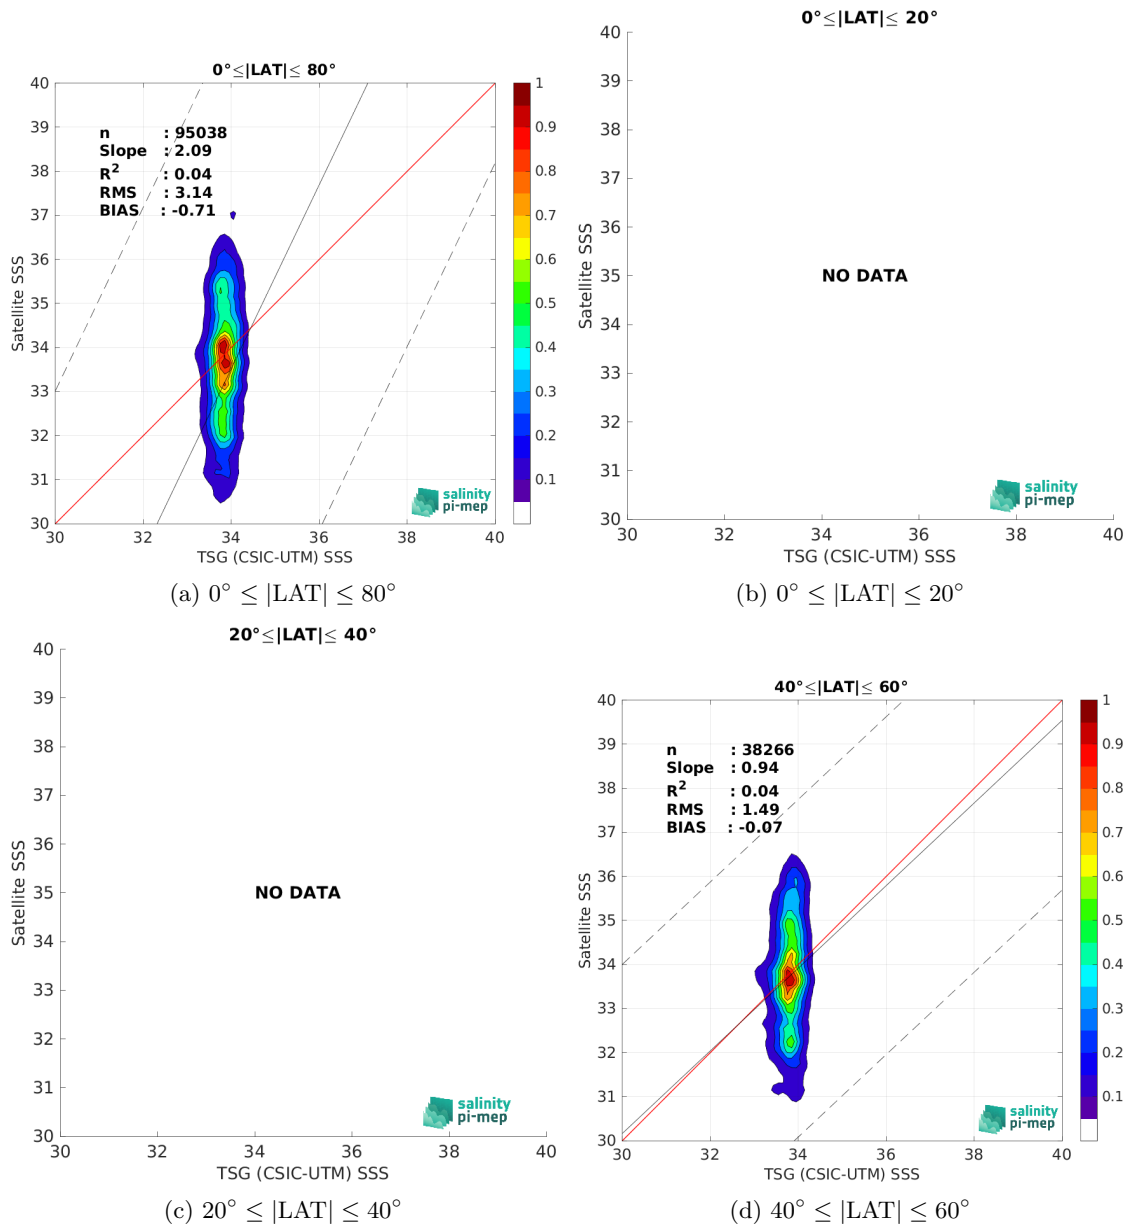 0°≤|LAT|≤ 80°
40
39
38
37
36
35
34
33
32
31
30
Satellite SSS
n : 95038
Slope : 2.09
R² : 0.04
RMS : 3.14
BIAS : -0.71
salinity
pi-mep
30 32 34 36 38 40
TSG (CSIC-UTM) SSS
1
0.9
0.8
0.7
0.6
0.5
0.4
0.3
0.2
0.1
(a) 0° ≤ |LAT| ≤ 80°
0°≤|LAT|≤ 20°
40
39
38
37
36
35
34
33
32
31
30
Satellite SSS
NO DATA
salinity
pi-mep
30 32 34 36 38 40
TSG (CSIC-UTM) SSS
(b) 0° ≤ |LAT| ≤ 20°
20°≤|LAT|≤ 40°
40
39
38
37
36
35
34
33
32
31
30
Satellite SSS
NO DATA
salinity
pi-mep
30 32 34 36 38 40
TSG (CSIC-UTM) SSS
(c) 20° ≤ |LAT| ≤ 40°
40°≤|LAT|≤ 60°
40
39
38
37
36
35
34
33
32
31
30
Satellite SSS
n : 38266
Slope : 0.94
R² : 0.04
RMS : 1.49
BIAS : -0.07
salinity
pi-mep
30 32 34 36 38 40
TSG (CSIC-UTM) SSS
1
0.9
0.8
0.7
0.6
0.5
0.4
0.3
0.2
0.1
(d) 40° ≤ |LAT| ≤ 60°